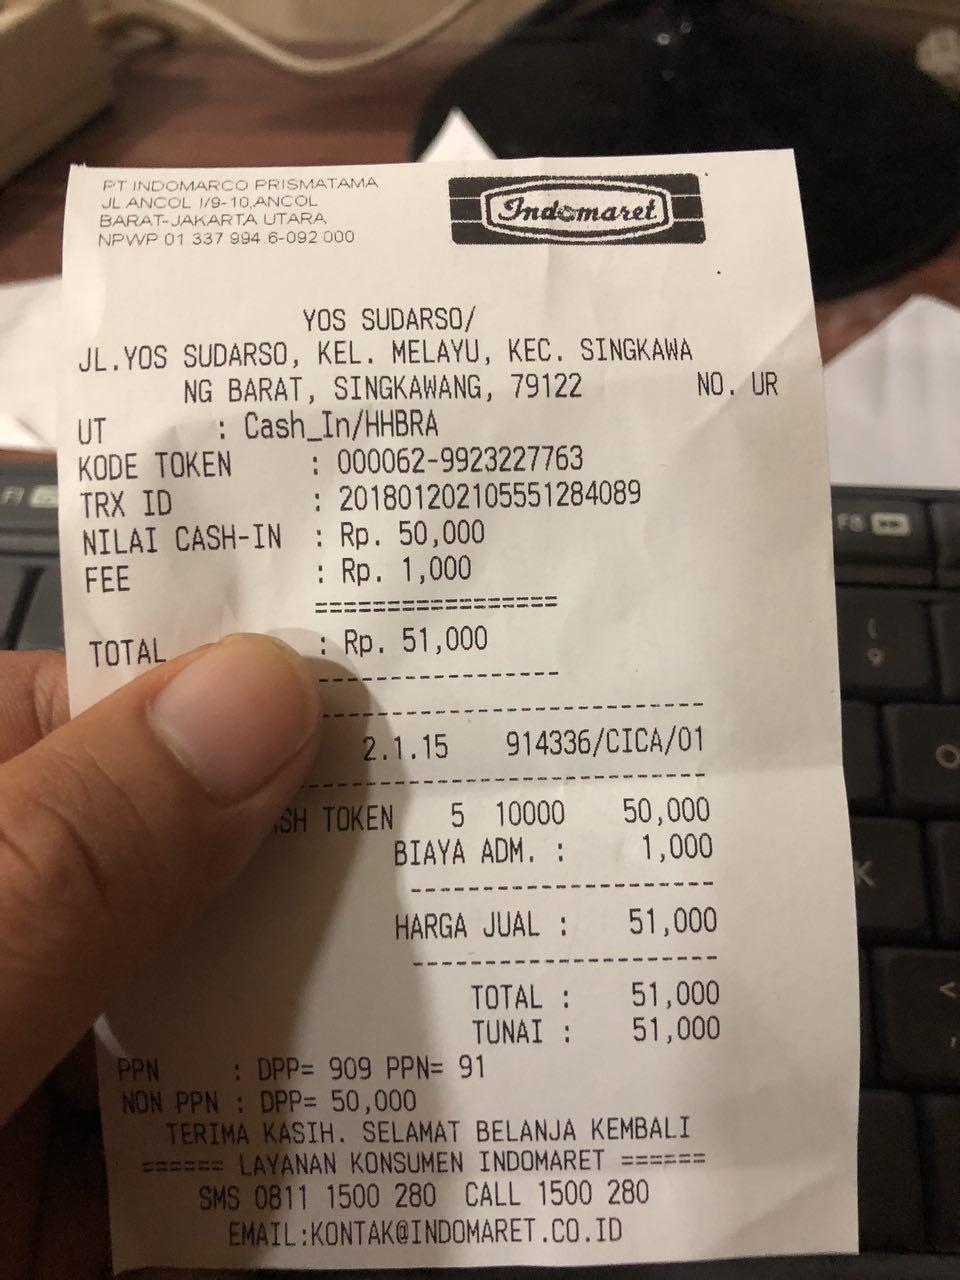 PT INDOMARCO PRISMATAMA
JL.ANCOL I/9-10,ANCOL
BARAT-JAKARTA UTARA,
NPWP 01 337 994 6-092 000
Indomaret
YOS SUDARSO/
JL.YOS SUDARSO, KEL. MELAYU, KEC. SINGKAWA
NG BARAT, SINGKAWANG, 79122 NO. UR
UT : Cash_In/HHBRA
KODE TOKEN : 000062-9923227763
TRX ID : 201801202105551284089
NILAI CASH-IN : Rp. 50,000
FEE : Rp. 1,000
=================
TOTAL : Rp. 51,000
2.1.15 914336/CICA/01
TOKEN 5 10000 50,000
BIAYA ADM. : 1,000
HARGA JUAL : 51,000
TOTAL : 51,000
TUNAI : 51,000
PPN : DPP= 909 PPN= 91
NON PPN : DPP= 50,000
TERIMA KASIH. SELAMAT BELANJA KEMBALI
====== LAYANAN KONSUMEN INDOMARET ======
SMS 0811 1500 280 CALL 1500 280
EMAIL:KONTAK@INDOMARET.CO.ID
F8
(
9
O
K
<
,